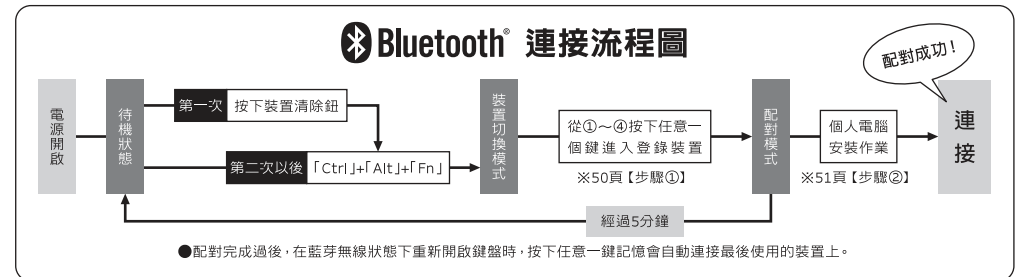 Bluetooth® 連接流程圖
配對成功！
電源開啟
待機狀態
第一次 按下裝置清除鈕
第二次以後 「Ctrl」+「Alt」+「Fn」
裝置切換模式
從①～④按下任意一
個鍵進入登錄裝置
※50頁【步驟①】
配對模式
個人電腦
安裝作業
※51頁【步驟②】
連接
經過5分鐘
●配對完成過後，在藍芽無線狀態下重新開啟鍵盤時，按下任意一鍵記憶會自動連接最後使用的裝置上。